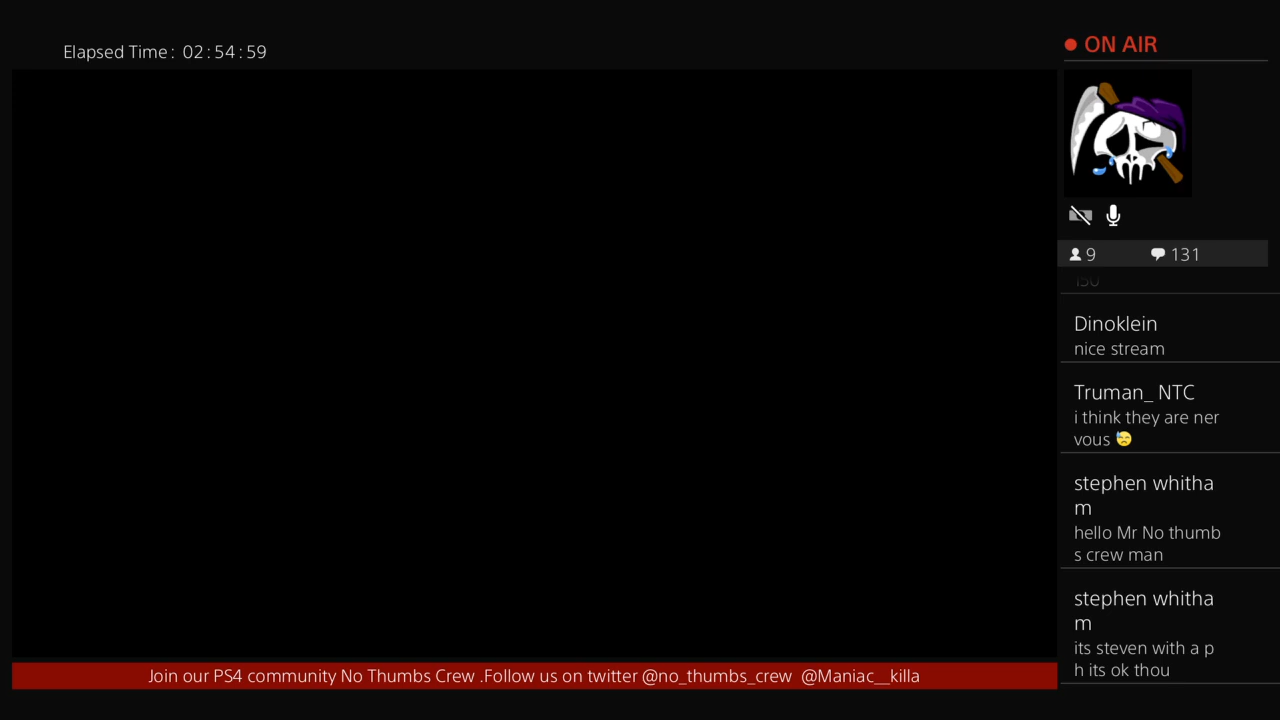 Elapsed Time: 02:54:59
ON AIR
9 131
150
Dinoklein
nice stream
Truman_ NTC
i think they are ner
vous
stephen whitha
m
hello Mr No thumb
s crew man
stephen whitha
m
its steven with a p
h its ok thou
Join our PS4 community No Thumbs Crew .Follow us on twitter @no_thumbs_crew @Maniac__killa